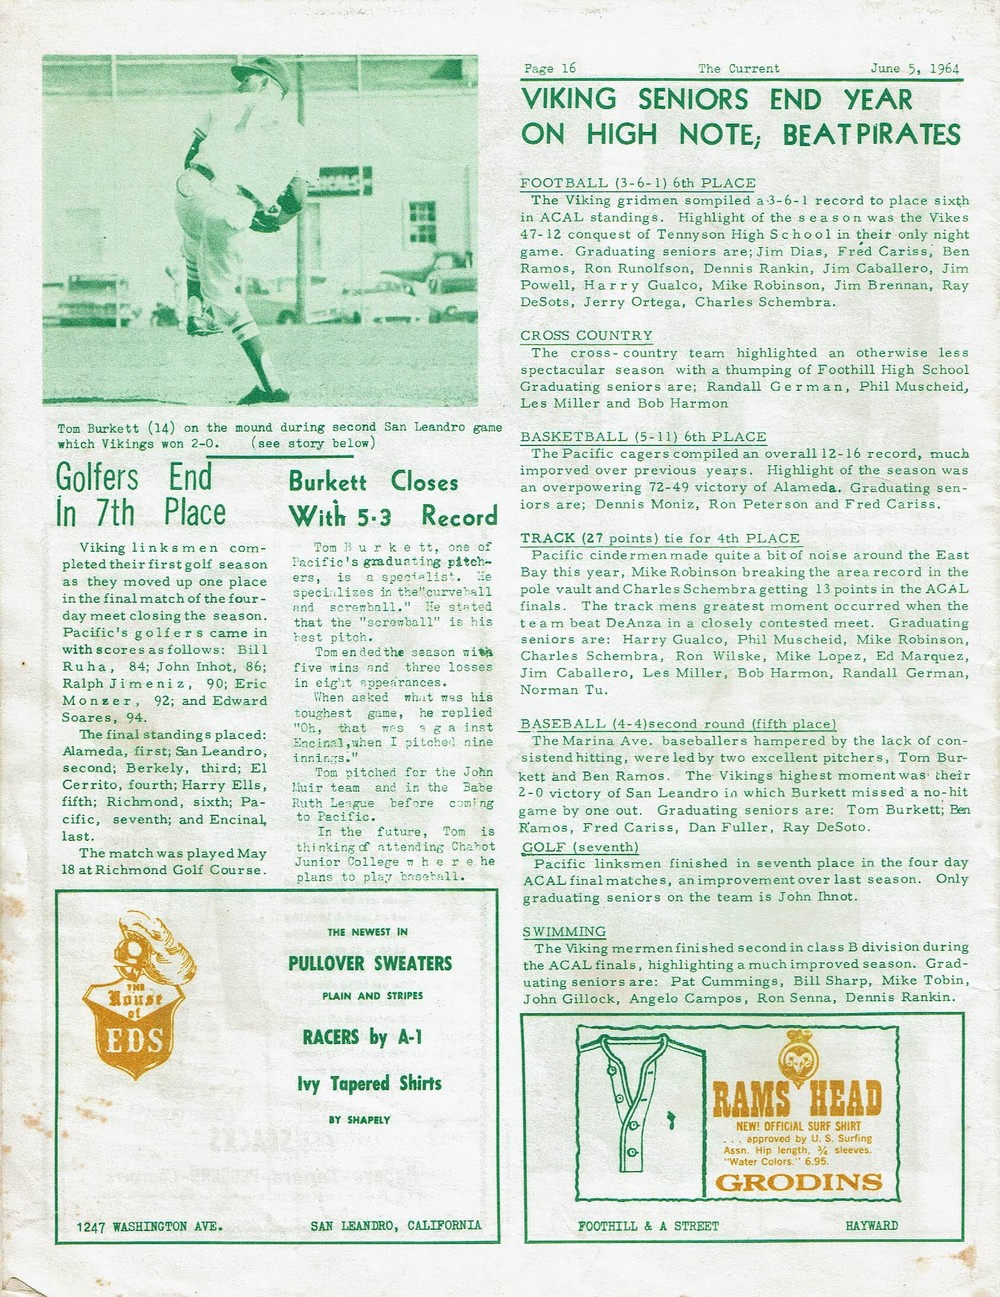 Page 16 The Current June 5, 1964
VIKING SENIORS END YEAR
ON HIGH NOTE; BEAT PIRATES
Tom Burkett (14) on the mound during second San Leandro game
which Vikings won 2-0. (see story below)
Golfers End
In 7th Place
Viking linksmen com-
pleted their first golf season
as they moved up one place
in the final match of the four-
day meet closing the season.
Pacific's golfers came in
with scores as follows: Bill
Ruha, 84; John Inhot, 86;
Ralph Jimeniz, 90; Eric
Monzer, 92; and Edward
Soares, 94.
The final standings placed:
Alameda, first; San Leandro,
second; Berkely, third; El
Cerrito, fourth; Harry Ells,
fifth; Richmond, sixth; Pa-
cific, seventh; and Encinal,
last.
The match was played May
18 at Richmond Golf Course.
Burkett Closes
With 5-3 Record
Tom Burkett, one of
Pacific's graduating pitch-
ers, is a specialist. He
specializes in the "curveball
and screwball." He stated
that the "screwball" is his
best pitch.
Tom ended the season with
five wins and three losses
in eight appearances.
When asked what was his
toughest game, he replied
"Oh, that was against
Encinal, when I pitched nine
innings."
Tom pitched for the John
Muir team and in the Babe
Ruth League before coming
to Pacific.
In the future, Tom is
thinking of attending Chabot
Junior College where he
plans to play baseball.
FOOTBALL (3-6-1) 6th PLACE
The Viking gridmen sompiled a 3-6-1 record to place sixth
in ACAL standings. Highlight of the season was the Vikes
47-12 conquest of Tennyson High School in their only night
game. Graduating seniors are; Jim Dias, Fred Cariss, Ben
Ramos, Ron Runolfson, Dennis Rankin, Jim Caballero, Jim
Powell, Harry Gualco, Mike Robinson, Jim Brennan, Ray
DeSots, Jerry Ortega, Charles Schembra.
CROSS COUNTRY
The cross-country team highlighted an otherwise less
spectacular season with a thumping of Foothill High School
Graduating seniors are; Randall German, Phil Muscheid,
Les Miller and Bob Harmon
BASKETBALL (5-11) 6th PLACE
The Pacific cagers compiled an overall 12-16 record, much
imporved over previous years. Highlight of the season was
an overpowering 72-49 victory of Alameda. Graduating sen-
iors are; Dennis Moniz, Ron Peterson and Fred Cariss.
TRACK (27 points) tie for 4th PLACE
Pacific cindermen made quite a bit of noise around the East
Bay this year, Mike Robinson breaking the area record in the
pole vault and Charles Schembra getting 13 points in the ACAL
finals. The track mens greatest moment occurred when the
team beat DeAnza in a closely contested meet. Graduating
seniors are: Harry Gualco, Phil Muscheid, Mike Robinson,
Charles Schembra, Ron Wilske, Mike Lopez, Ed Marquez,
Jim Caballero, Les Miller, Bob Harmon, Randall German,
Norman Tu.
BASEBALL (4-4) second round (fifth place)
The Marina Ave. baseballers hampered by the lack of con-
sistend hitting, were led by two excellent pitchers, Tom Bur-
kett and Ben Ramos. The Vikings highest moment was their
2-0 victory of San Leandro in which Burkett missed a no-hit
game by one out. Graduating seniors are: Tom Burkett; Ben
Ramos, Fred Cariss, Dan Fuller, Ray DeSoto.
GOLF (seventh)
Pacific linksmen finished in seventh place in the four day
ACAL final matches, an improvement over last season. Only
graduating seniors on the team is John Ihnot.
SWIMMING
The Viking mermen finished second in class B division during
the ACAL finals, highlighting a much improved season. Grad-
uating seniors are: Pat Cummings, Bill Sharp, Mike Tobin,
John Gillock, Angelo Campos, Ron Senna, Dennis Rankin.
THE
House
of
EDS
THE NEWEST IN
PULLOVER SWEATERS
PLAIN AND STRIPES
RACERS by A-1
Ivy Tapered Shirts
BY SHAPELY
1247 WASHINGTON AVE. SAN LEANDRO, CALIFORNIA
RAMS HEAD
NEW! OFFICIAL SURF SHIRT
. . . approved by U. S. Surfing
Assn. Hip length, ¾ sleeves.
"Water Colors." 6.95.
GRODINS
FOOTHILL & A STREET HAYWARD